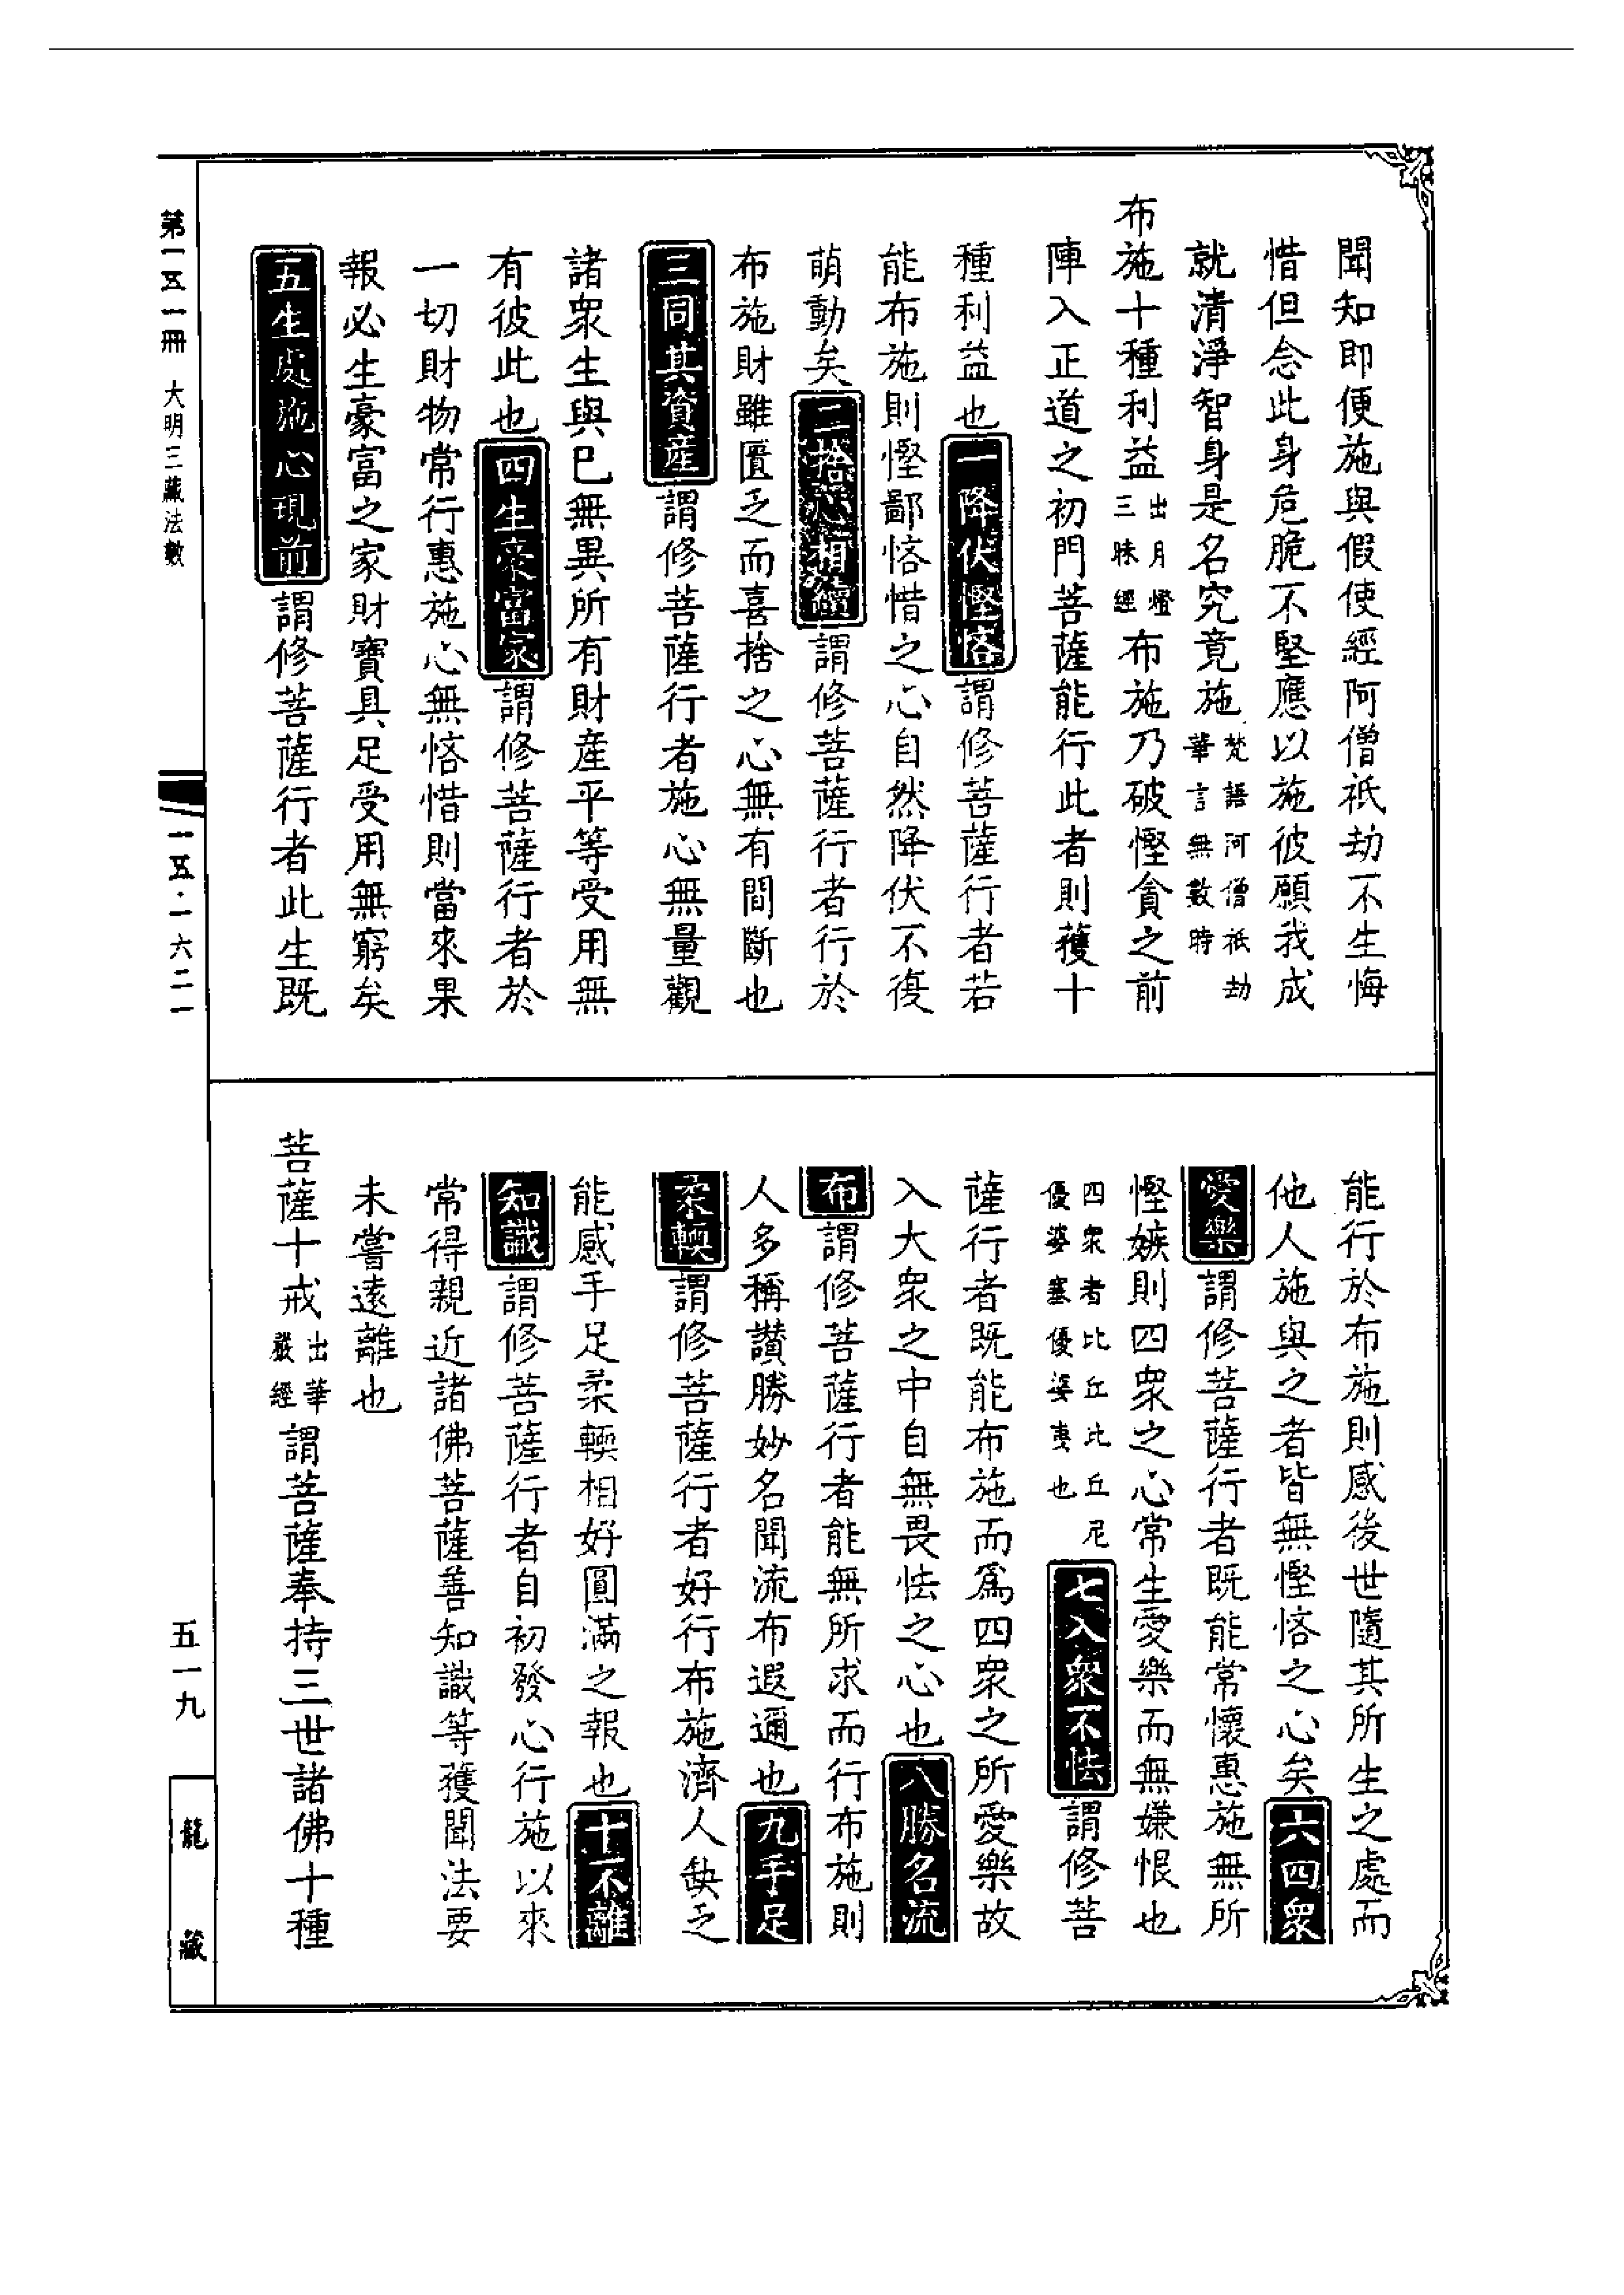 聞知即便施與假使經阿僧祇劫不生悔
惜但念此身危脆不堅應以施彼願我成
就清淨智身是名究竟施梵語阿僧祇劫華言無數時
布施十種利益出月燈三昧經布施乃破慳貪之前
陣入正道之初門菩薩能行此者則獲十
種利益也一降伏慳悋謂修菩薩行者若
能布施則慳鄙悋惜之心自然降伏不復
萌動矣二捨心相續謂修菩薩行者行於
布施財雖匱乏而喜捨之心無有間斷也
三同其資産謂修菩薩行者施心無量觀
諸衆生與巳無異所有財産平等受用無
有彼此也四生豪富家謂修菩薩行者於
一切財物常行惠施心無悋惜則當來果
報必生豪富之家財寶具足受用無窮矣
五生處施心現前謂修菩薩行者此生既
能行於布施則感後世隨其所生之處而
他人施與之者皆無慳悋之心矣六四衆
愛樂謂修菩薩行者既能常懷惠施無所
慳嫉則四衆之心常生愛樂而無嫌恨也
四衆者比丘比丘尼優婆塞優婆夷也七入衆不怯謂修菩
薩行者既能布施而爲四衆之所愛樂故
入大衆之中自無畏怯之心也八勝名流
布謂修菩薩行者能無所求而行布施則
人多稱讚勝妙名聞流布遐邇也九手足
柔輭謂修菩薩行者好行布施濟人缺乏
能感手足柔輭相好圓滿之報也十不離
知識謂修菩薩行者自初發心行施以來
常得親近諸佛菩薩善知識等獲聞法要
未嘗遠離也
菩薩十戒出華嚴經謂菩薩奉持三世諸佛十種
第一五一冊 大明三藏法數
一五·一六二一
五一九
龍藏